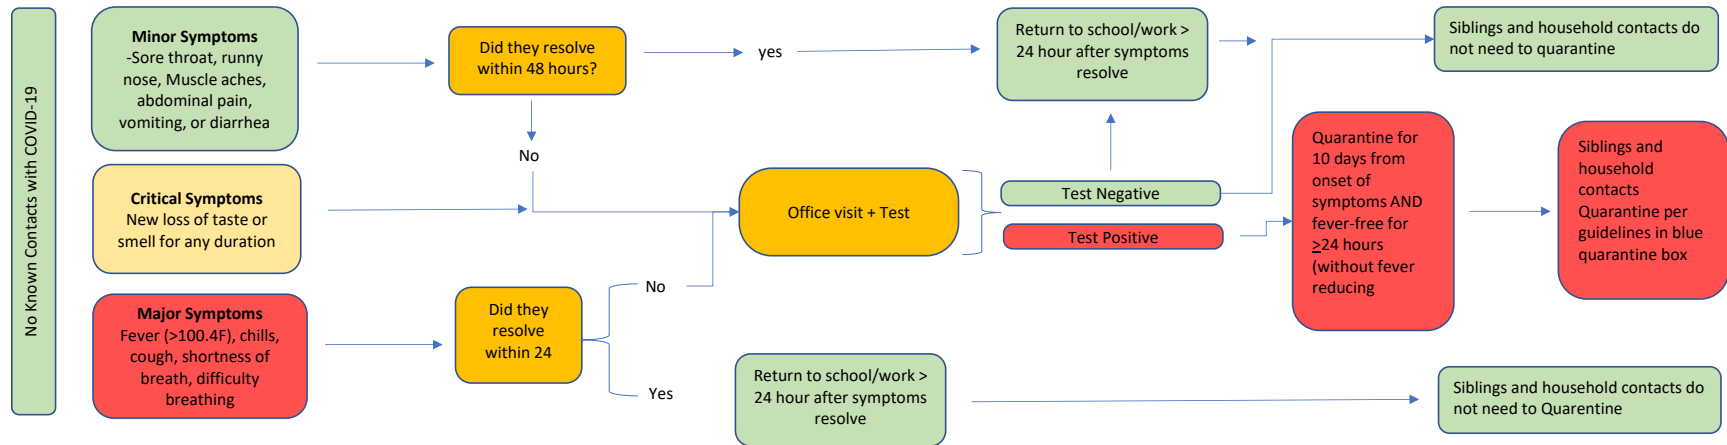 No Known Contacts with COVID-19
Minor Symptoms
-Sore throat, runny
nose, Muscle aches,
abdominal pain,
vomiting, or diarrhea
Did they resolve
within 48 hours?
yes
Return to school/work >
24 hour after symptoms
resolve
Siblings and household contacts do
not need to quarantine
No
Critical Symptoms
New loss of taste or
smell for any duration
Office visit + Test
Test Negative
Test Positive
Quarantine for
10 days from
onset of
symptoms AND
fever-free for
≥24 hours
(without fever
reducing
Siblings and
household
contacts
Quarantine per
guidelines in blue
quarantine box
Major Symptoms
Fever (>100.4F), chills,
cough, shortness of
breath, difficulty
breathing
Did they
resolve
within 24
No
Yes
Return to school/work >
24 hour after symptoms
resolve
Siblings and household contacts do
not need to Quarentine